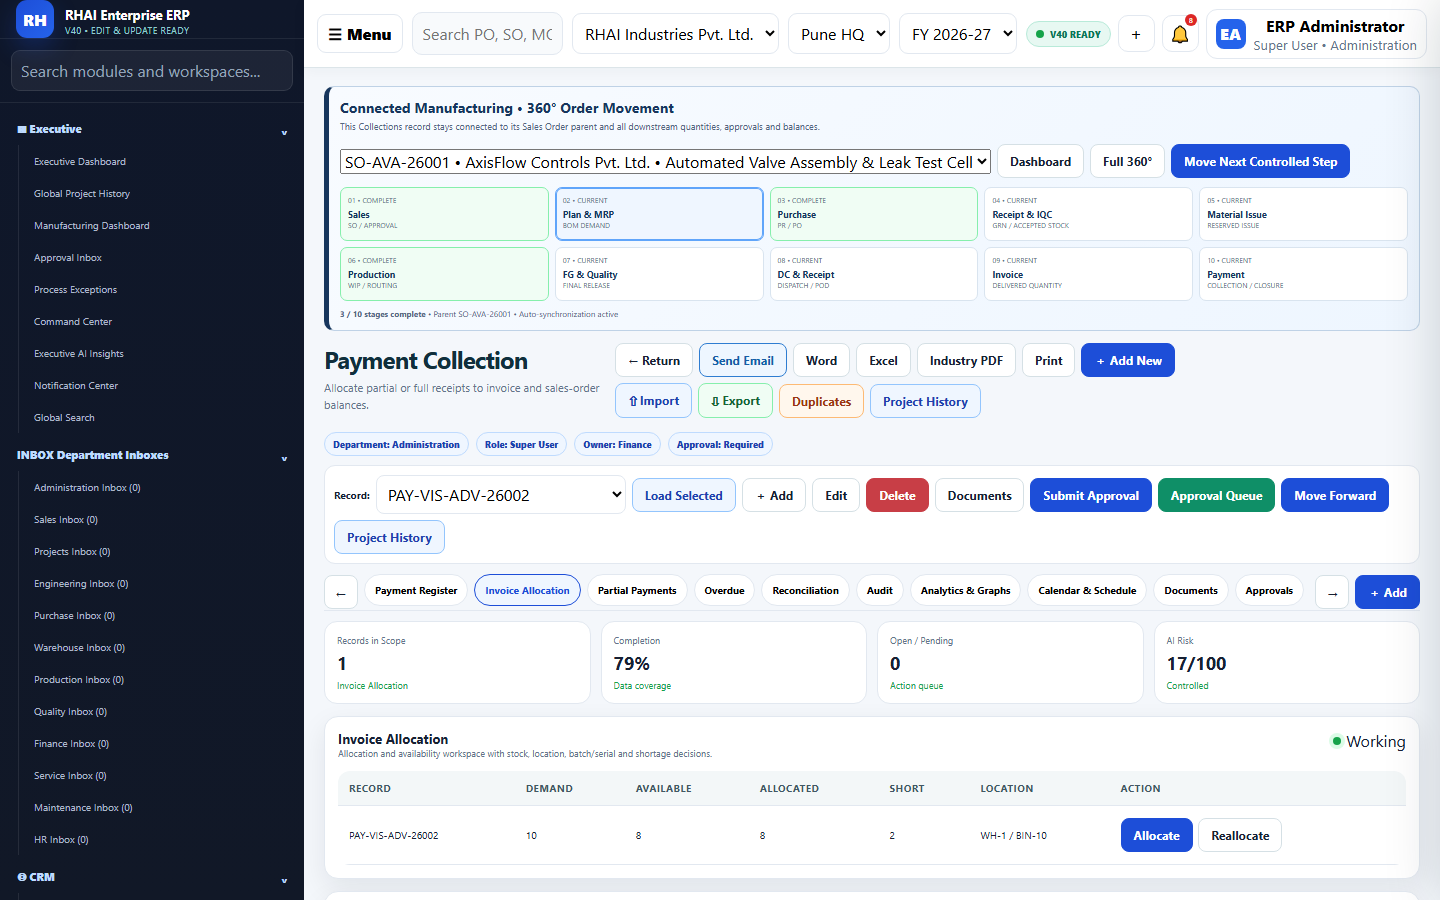 RH
RHAI Enterprise ERP
V40 • EDIT & UPDATE READY
Search modules and workspaces...
Executive
Executive Dashboard
Global Project History
Manufacturing Dashboard
Approval Inbox
Process Exceptions
Command Center
Executive AI Insights
Notification Center
Global Search
INBOX Department Inboxes
Administration Inbox (0)
Sales Inbox (0)
Projects Inbox (0)
Engineering Inbox (0)
Purchase Inbox (0)
Warehouse Inbox (0)
Production Inbox (0)
Quality Inbox (0)
Finance Inbox (0)
Service Inbox (0)
Maintenance Inbox (0)
HR Inbox (0)
CRM
☰ Menu
Search PO, SO, MO
RHAI Industries Pvt. Ltd.
Pune HQ
FY 2026-27
V40 READY
+
8
EA
ERP Administrator
Super User • Administration
Connected Manufacturing • 360° Order Movement
This Collections record stays connected to its Sales Order parent and all downstream quantities, approvals and balances.
SO-AVA-26001 • AxisFlow Controls Pvt. Ltd. • Automated Valve Assembly & Leak Test Cell
Dashboard
Full 360°
Move Next Controlled Step
01 • COMPLETE
Sales
SO / APPROVAL
02 • CURRENT
Plan & MRP
BOM DEMAND
03 • COMPLETE
Purchase
PR / PO
04 • CURRENT
Receipt & IQC
GRN / ACCEPTED STOCK
05 • CURRENT
Material Issue
RESERVED ISSUE
06 • COMPLETE
Production
WIP / ROUTING
07 • CURRENT
FG & Quality
FINAL RELEASE
08 • CURRENT
DC & Receipt
DISPATCH / POD
09 • CURRENT
Invoice
DELIVERED QUANTITY
10 • CURRENT
Payment
COLLECTION / CLOSURE
3 / 10 stages complete • Parent SO-AVA-26001 • Auto-synchronization active
Payment Collection
Allocate partial or full receipts to invoice and sales-order
balances.
← Return
Send Email
Word
Excel
Industry PDF
Print
+ Add New
⇧ Import
⇩ Export
Duplicates
Project History
Department: Administration
Role: Super User
Owner: Finance
Approval: Required
Record:
PAY-VIS-ADV-26002
Load Selected
+ Add
Edit
Delete
Documents
Submit Approval
Approval Queue
Move Forward
Project History
←
Payment Register
Invoice Allocation
Partial Payments
Overdue
Reconciliation
Audit
Analytics & Graphs
Calendar & Schedule
Documents
Approvals
→
+ Add
Records in Scope
1
Invoice Allocation
Completion
79%
Data coverage
Open / Pending
0
Action queue
AI Risk
17/100
Controlled
Invoice Allocation
Allocation and availability workspace with stock, location, batch/serial and shortage decisions.
Working
RECORD DEMAND AVAILABLE ALLOCATED SHORT LOCATION ACTION
PAY-VIS-ADV-26002 10 8 8 2 WH-1 / BIN-10 Allocate Reallocate